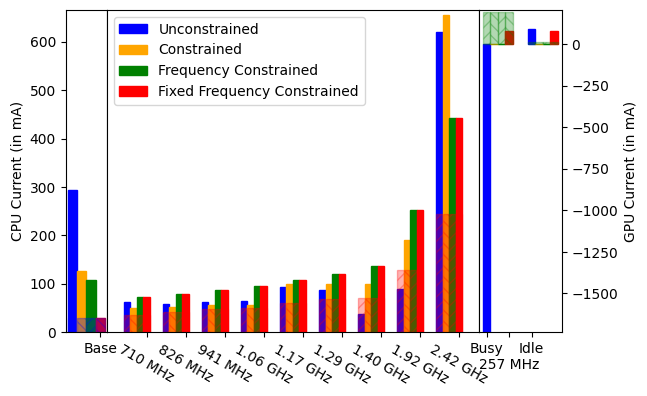 Unconstrained
Constrained
Frequency Constrained
Fixed Frequency Constrained
CPU Current (in mA)
600
500
400
300
200
100
0
GPU Current (in mA)
0
−250
−500
−750
−1000
−1250
−1500
Base
710 MHz
826 MHz
941 MHz
1.06 GHz
1.17 GHz
1.29 GHz
1.40 GHz
1.92 GHz
2.42 GHz
Busy
Idle
257 MHz